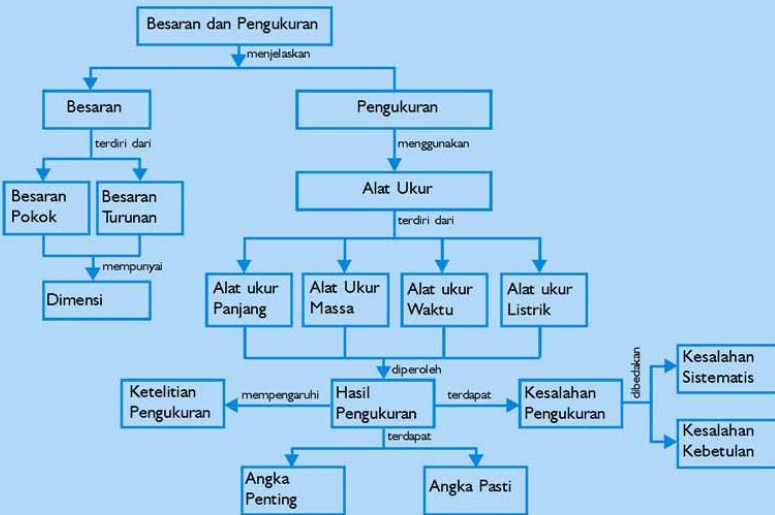 Besaran dan Pengukuran
menjelaskan
Besaran
Pengukuran
terdiri dari
menggunakan
Besaran
Pokok
Besaran
Turunan
Alat Ukur
terdiri dari
mempunyai
Dimensi
Alat ukur
Panjang
Alat Ukur
Massa
Alat ukur
Waktu
Alat ukur
Listrik
diperoleh
Ketelitian
Pengukuran
mempengaruhi
Hasil
Pengukuran
terdapat
Kesalahan
Pengukuran
dibedakan
Kesalahan
Sistematis
Kesalahan
Kebetulan
terdapat
Angka
Penting
Angka Pasti